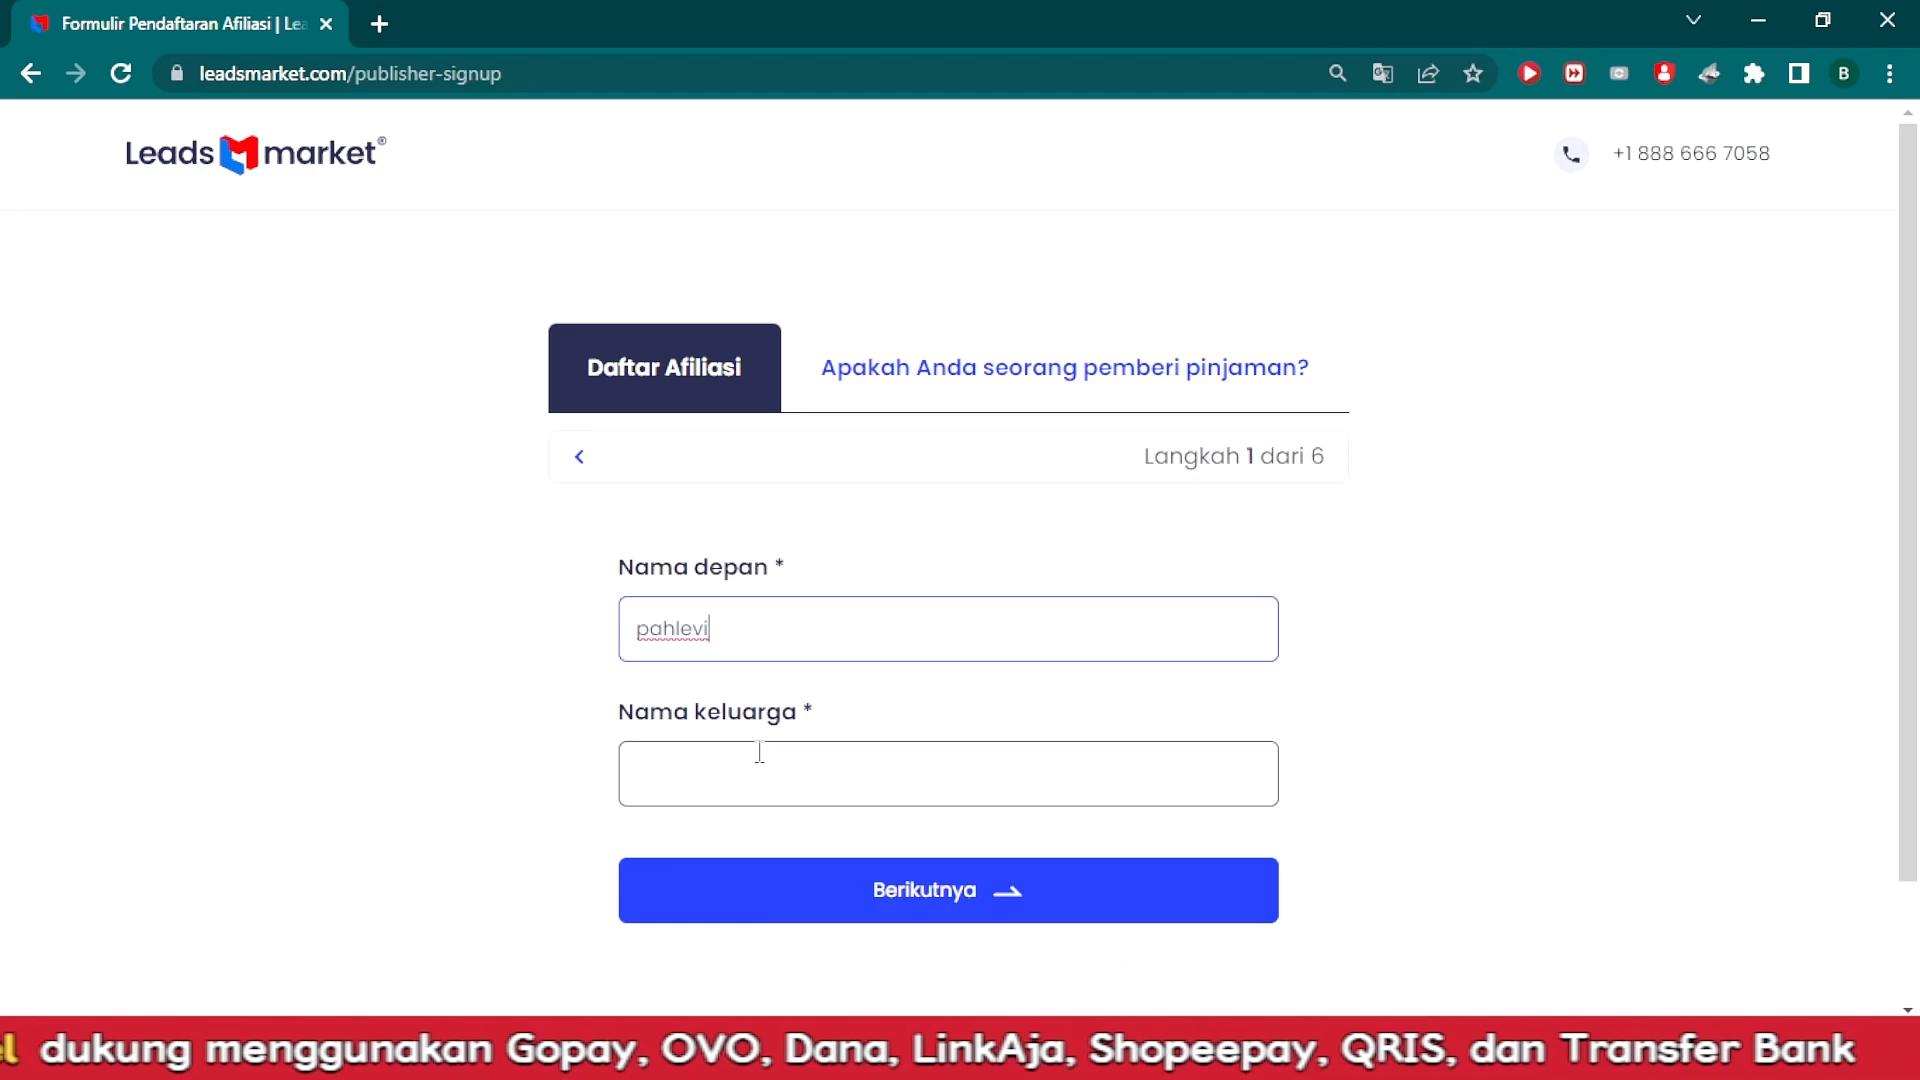 Formulir Pendaftaran Afiliasi | Lea
leadsmarket.com/publisher-signup
B
Leads market®
+1 888 666 7058
Daftar Afiliasi
Apakah Anda seorang pemberi pinjaman?
Langkah 1 dari 6
Nama depan *
pahlevi
Nama keluarga *
Berikutnya
dukung menggunakan Gopay, OVO, Dana, LinkAja, Shopeepay, QRIS, dan Transfer Bank